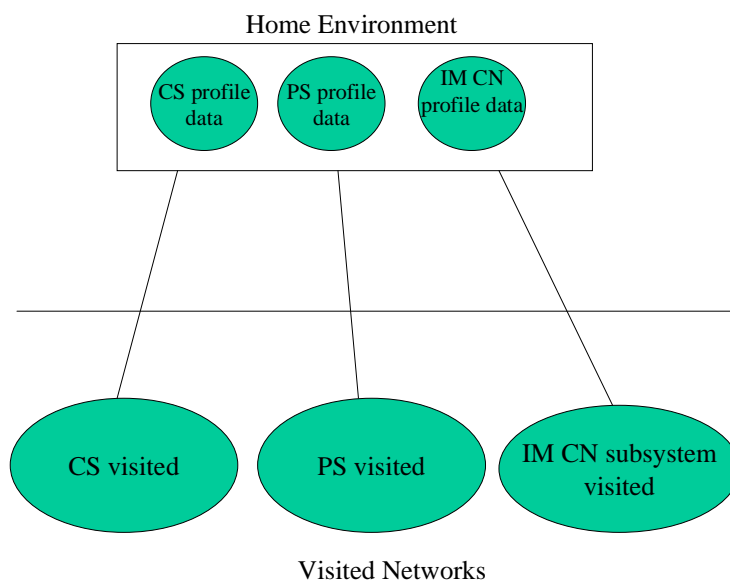 Home Environment
CS profile
data
PS profile
data
IM CN
profile data
CS visited
PS visited
IM CN subsystem
visited
Visited Networks